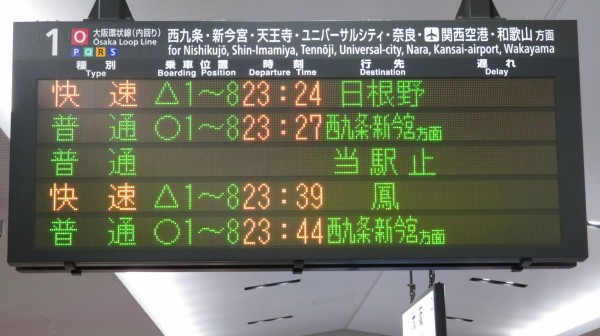 1 O 大阪環状線(内回り) 西九条・新今宮・天王寺・ユニバーサルシティ・奈良・関西空港・和歌山 方面
Osaka Loop Line for Nishikujō, Shin-Imamiya, Tennōji, Universal-city, Nara, Kansai-airport, Wakayama
P Q R S
種別 乗車位置 時刻 行先 遅れ
Type Boarding Position Departure Time Destination Delay
快速 △1〜8 23:24 日根野
普通 ○1〜8 23:27 西九条・新今宮方面
普通 当駅止
快速 △1〜8 23:39 鳳
普通 ○1〜8 23:44 西九条・新今宮方面